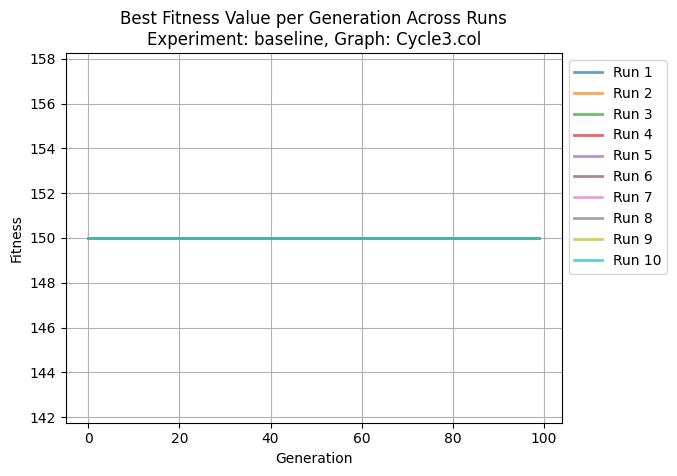 Best Fitness Value per Generation Across Runs
Experiment: baseline, Graph: Cycle3.col
158
156
154
152
150
148
146
144
142
Fitness
0 20 40 60 80 100
Generation
Run 1
Run 2
Run 3
Run 4
Run 5
Run 6
Run 7
Run 8
Run 9
Run 10